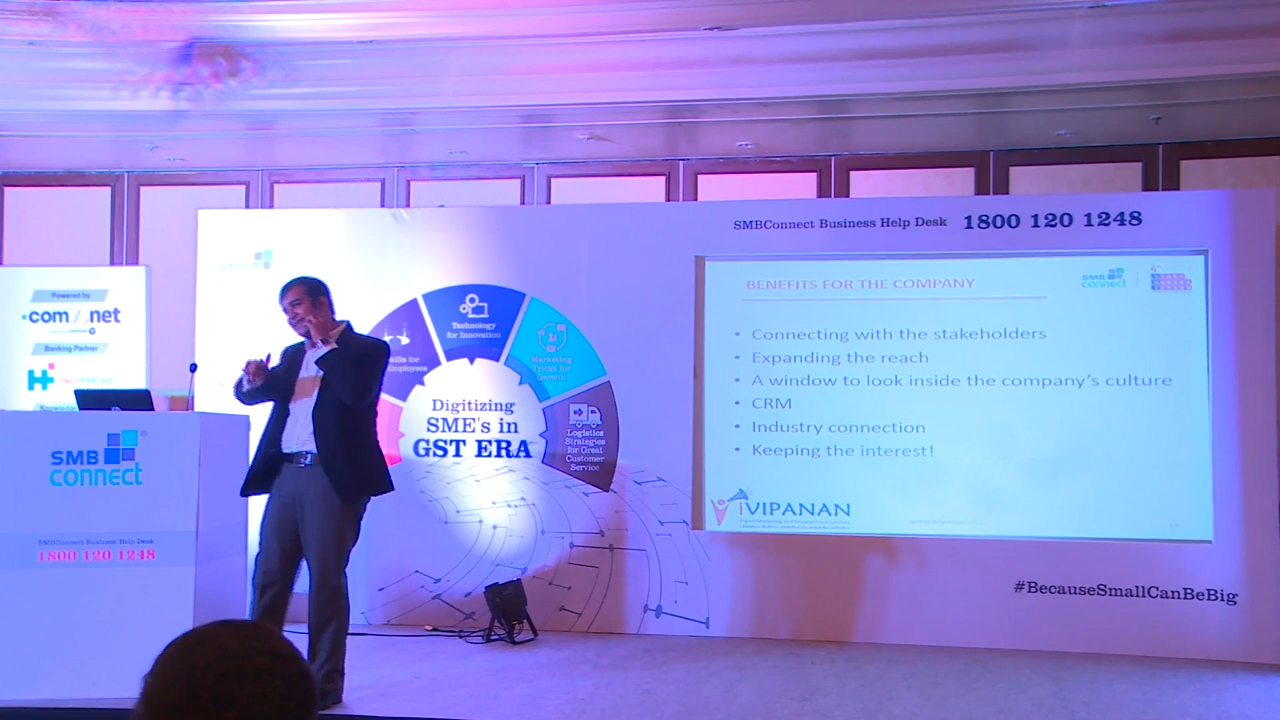 SMBConnect Business Help Desk 1800 120 1248
Powered by
.com / .net
Banking Partner
SMB
connect
SMBConnect Business Help Desk
1800 120 1248
Technology
for Innovation
Marketing
Tricks for
Growth
Logistics
Strategies
for Great
Customer
Service
Digitizing
SME's in
GST ERA
BENEFITS FOR THE COMPANY
SMB
connect
• Connecting with the stakeholders
• Expanding the reach
• A window to look inside the company's culture
• CRM
• Industry connection
• Keeping the interest!
iVIPANAN
#BecauseSmallCanBeBig